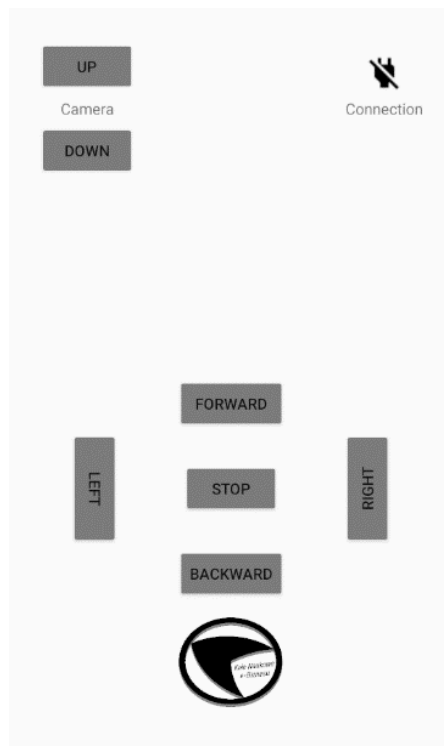 UP
Camera
Connection
DOWN
FORWARD
LEFT
STOP
RIGHT
BACKWARD